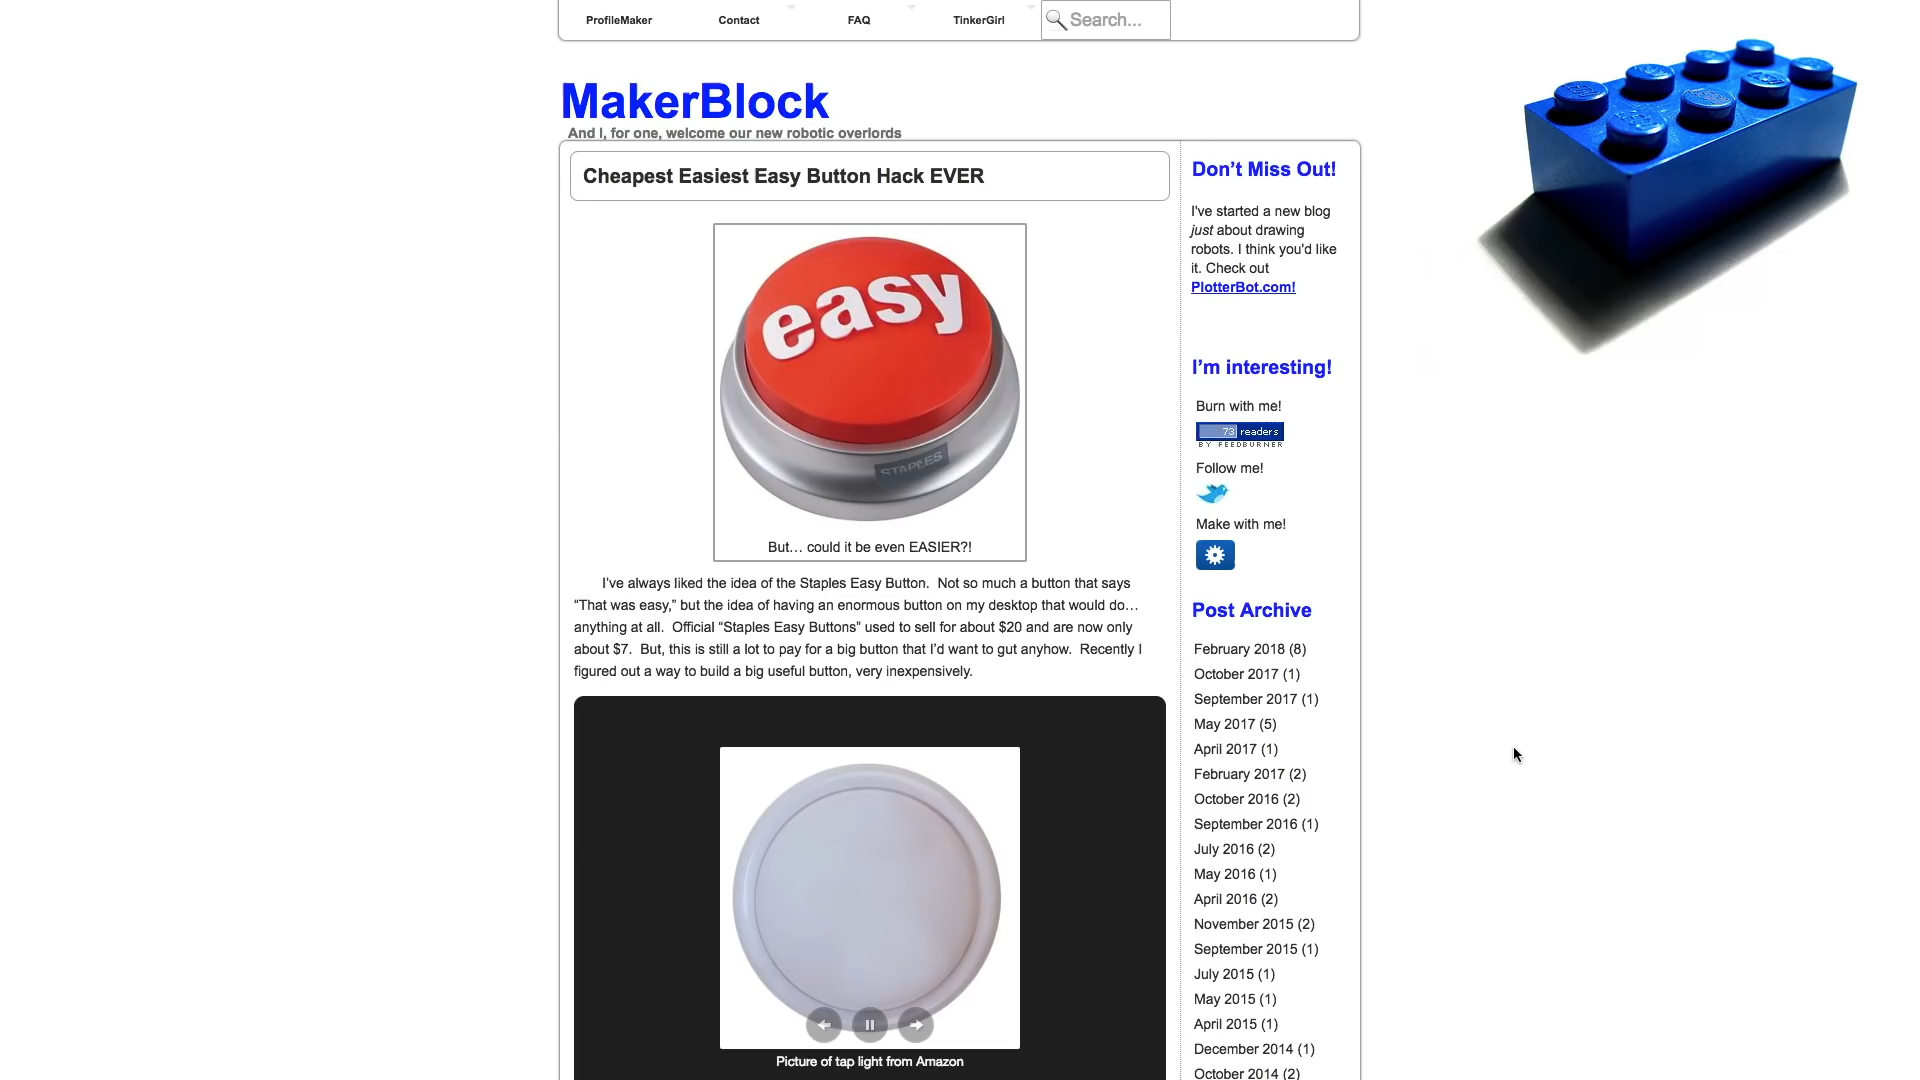 ProfileMaker
Contact
FAQ
TinkerGirl
Search...
MakerBlock
And I, for one, welcome our new robotic overlords
Cheapest Easiest Easy Button Hack EVER
easy
STAPLES
But… could it be even EASIER?!
I’ve always liked the idea of the Staples Easy Button.  Not so much a button that says
“That was easy,” but the idea of having an enormous button on my desktop that would do…
anything at all.  Official “Staples Easy Buttons” used to sell for about $20 and are now only
about $7.  But, this is still a lot to pay for a big button that I’d want to gut anyhow.  Recently I
figured out a way to build a big useful button, very inexpensively.
Picture of tap light from Amazon
Don’t Miss Out!
I've started a new blog
just about drawing
robots. I think you'd like
it. Check out
PlotterBot.com!
I’m interesting!
Burn with me!
73 readers
BY FEEDBURNER
Follow me!
Make with me!
Post Archive
February 2018 (8)
October 2017 (1)
September 2017 (1)
May 2017 (5)
April 2017 (1)
February 2017 (2)
October 2016 (2)
September 2016 (1)
July 2016 (2)
May 2016 (1)
April 2016 (2)
November 2015 (2)
September 2015 (1)
July 2015 (1)
May 2015 (1)
April 2015 (1)
December 2014 (1)
October 2014 (2)